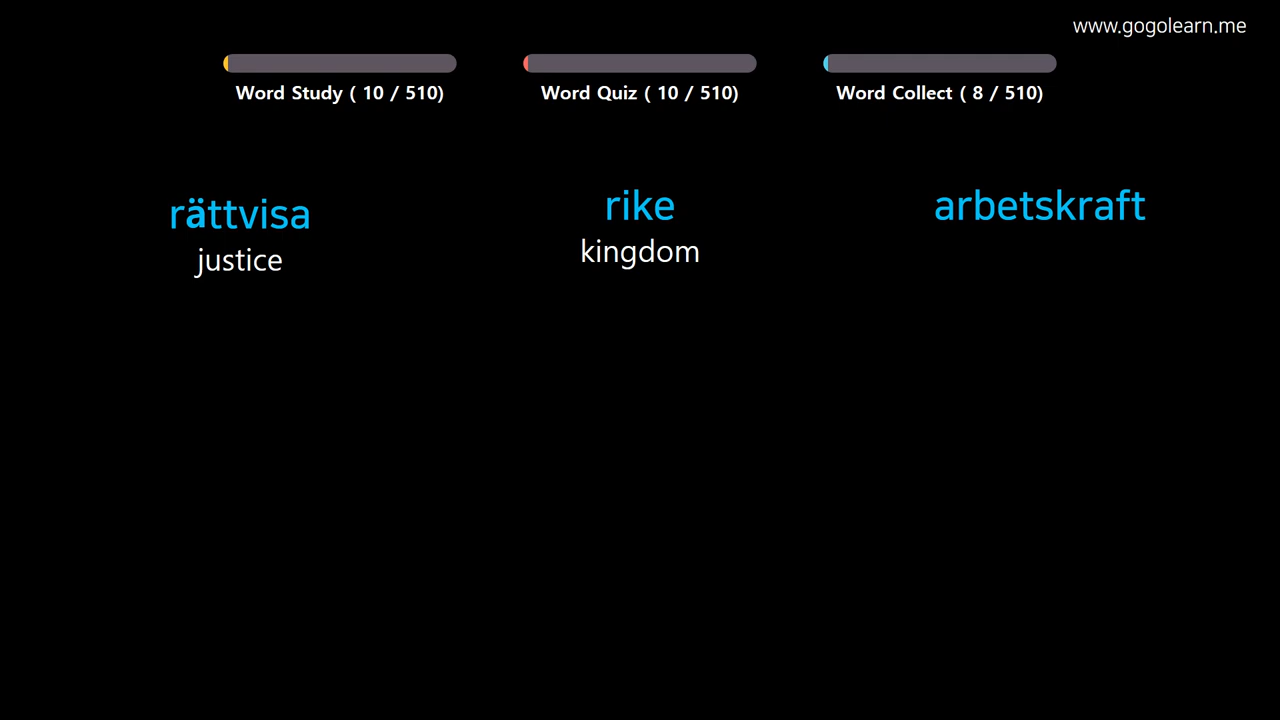 www.gogolearn.me
Word Study ( 10 / 510)
Word Quiz ( 10 / 510)
Word Collect ( 8 / 510)
rättvisa
justice
rike
kingdom
arbetskraft